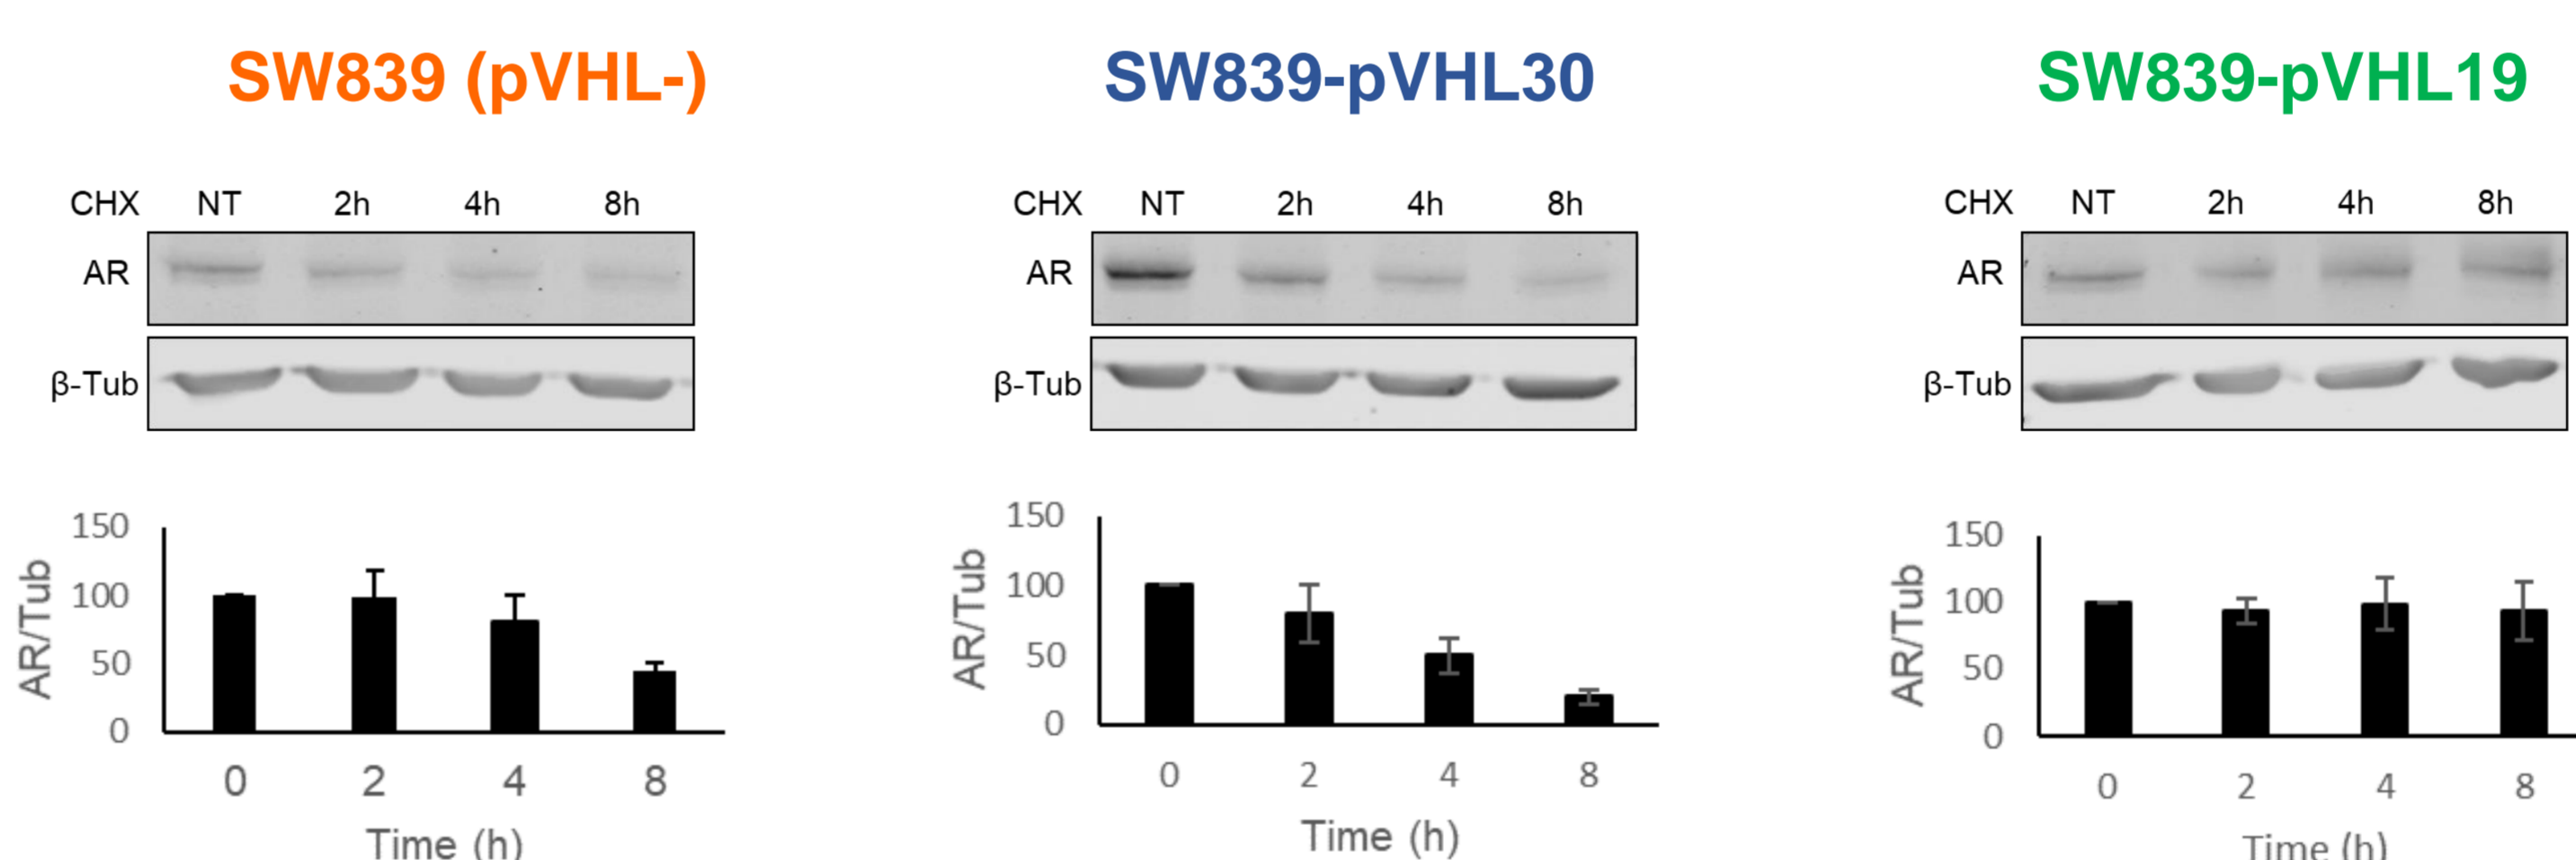 SW839 (pVHL-)
CHX NT 2h 4h 8h
AR
β-Tub
150
100
50
0
AR/Tub
0 2 4 8
Time (h)
SW839-pVHL30
CHX NT 2h 4h 8h
AR
β-Tub
150
100
50
0
AR/Tub
0 2 4 8
Time (h)
SW839-pVHL19
CHX NT 2h 4h 8h
AR
β-Tub
150
100
50
0
AR/Tub
0 2 4 8
Time (h)